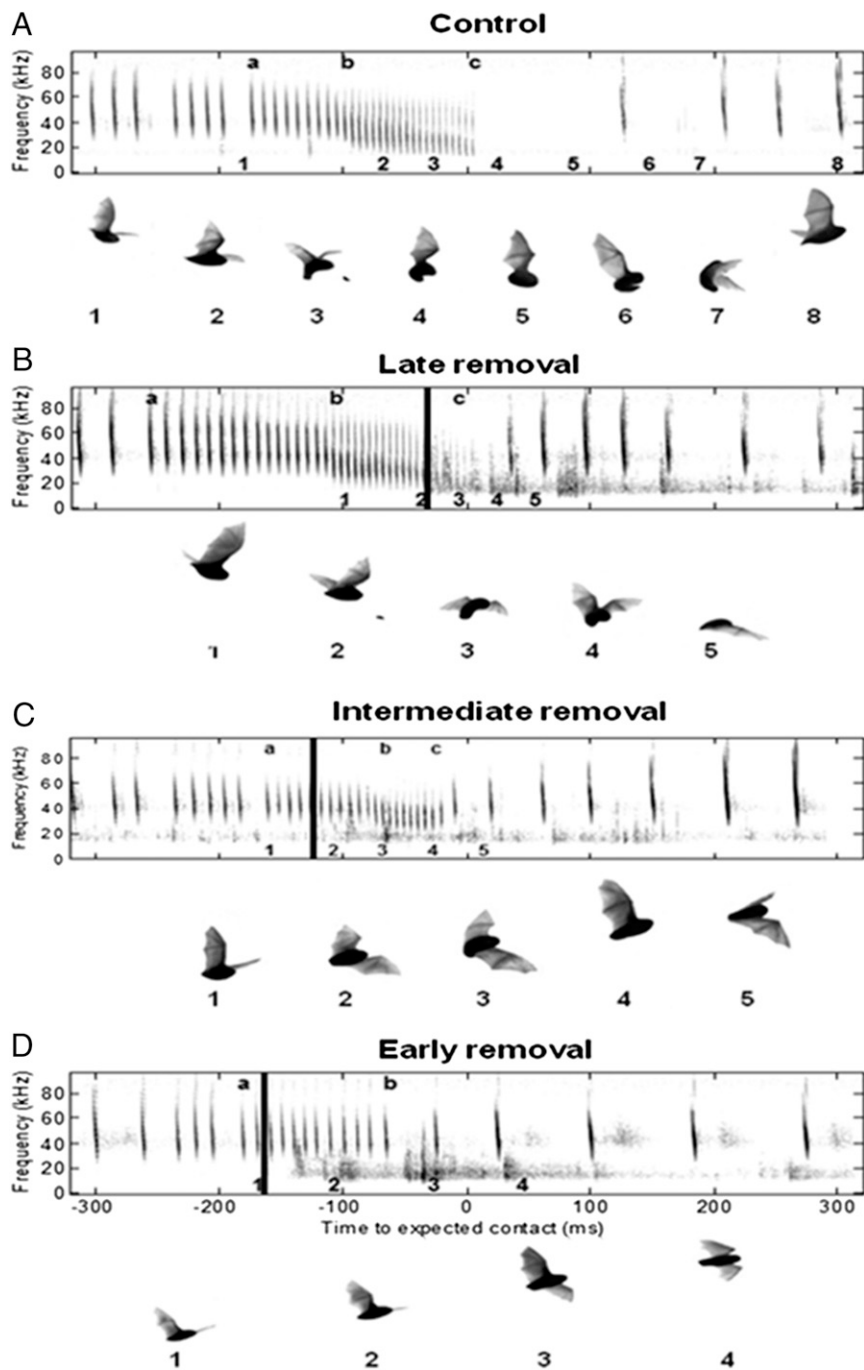 A
Control
Frequency (kHz)
80
60
40
20
0
a b c
1 2 3 4 5 6 7 8
1 2 3 4 5 6 7 8
B
Late removal
Frequency (kHz)
80
60
40
20
0
a b c
1 2 3 4 5
1 2 3 4 5
C
Intermediate removal
Frequency (kHz)
80
60
40
20
0
a b c
1 2 3 4 5
1 2 3 4 5
D
Early removal
Frequency (kHz)
80
60
40
20
0
a b
1 2 3 4
-300 -200 -100 0 100 200 300
Time to expected contact (ms)
1 2 3 4